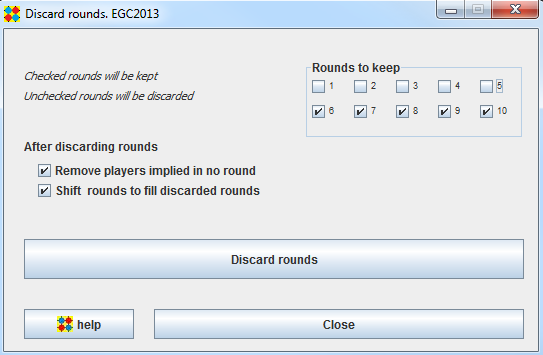 Discard rounds. EGC2013
Checked rounds will be kept
Unchecked rounds will be discarded
Rounds to keep
1 2 3 4 5
6 7 8 9 10
After discarding rounds
Remove players implied in no round
Shift rounds to fill discarded rounds
Discard rounds
help Close